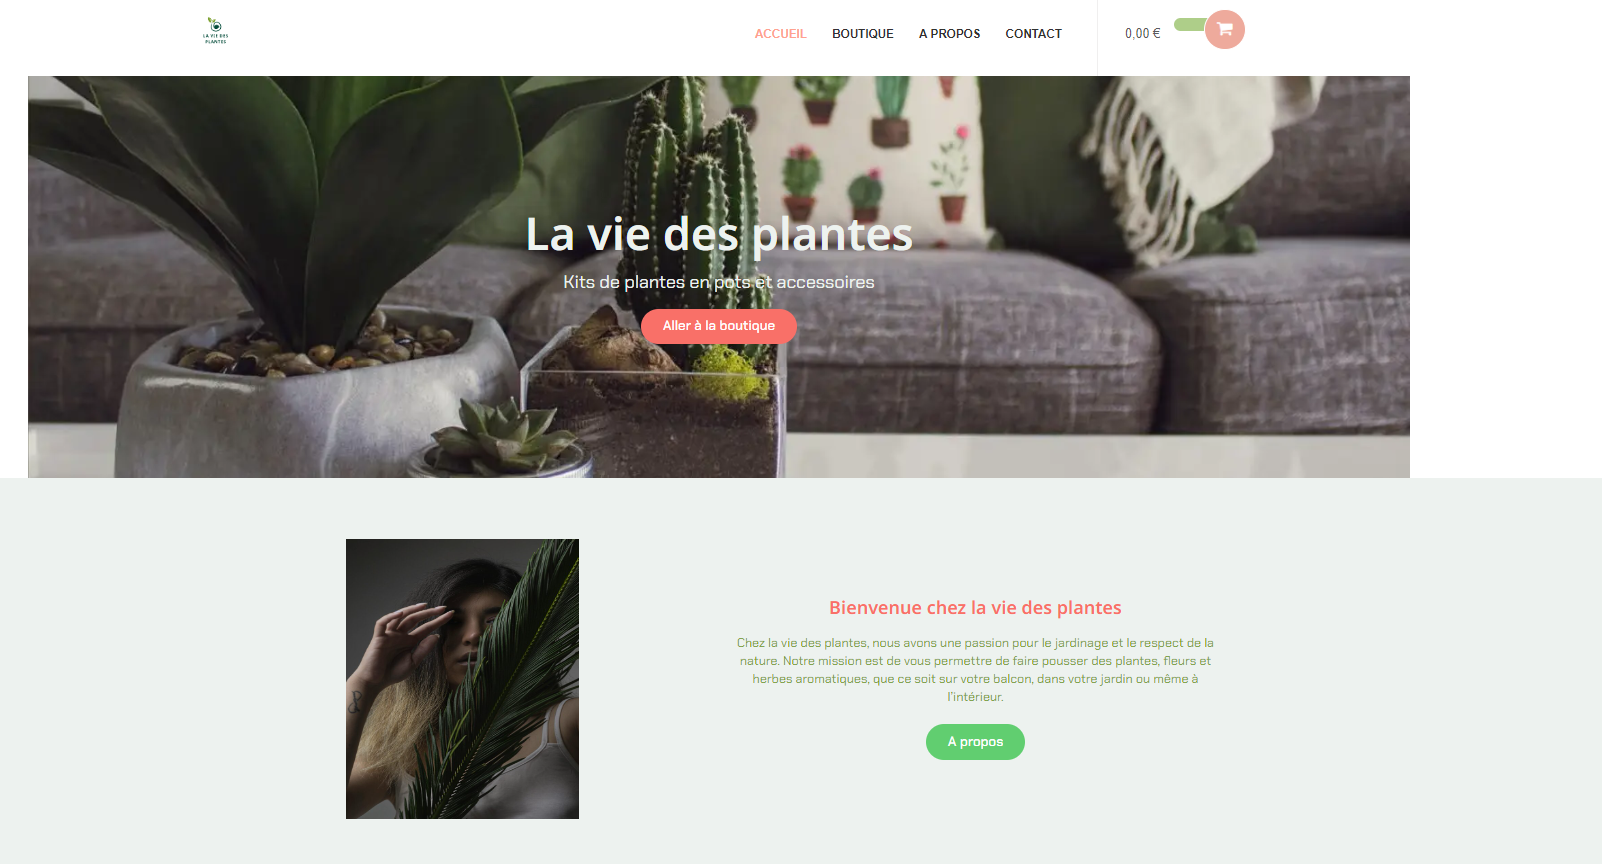 LA VIE DES
PLANTES
ACCUEIL
BOUTIQUE
A PROPOS
CONTACT
0,00 €
La vie des plantes
Kits de plantes en pots et accessoires
Aller à la boutique
Bienvenue chez la vie des plantes
Chez la vie des plantes, nous avons une passion pour le jardinage et le respect de la
nature. Notre mission est de vous permettre de faire pousser des plantes, fleurs et
herbes aromatiques, que ce soit sur votre balcon, dans votre jardin ou même à
l'intérieur.
A propos